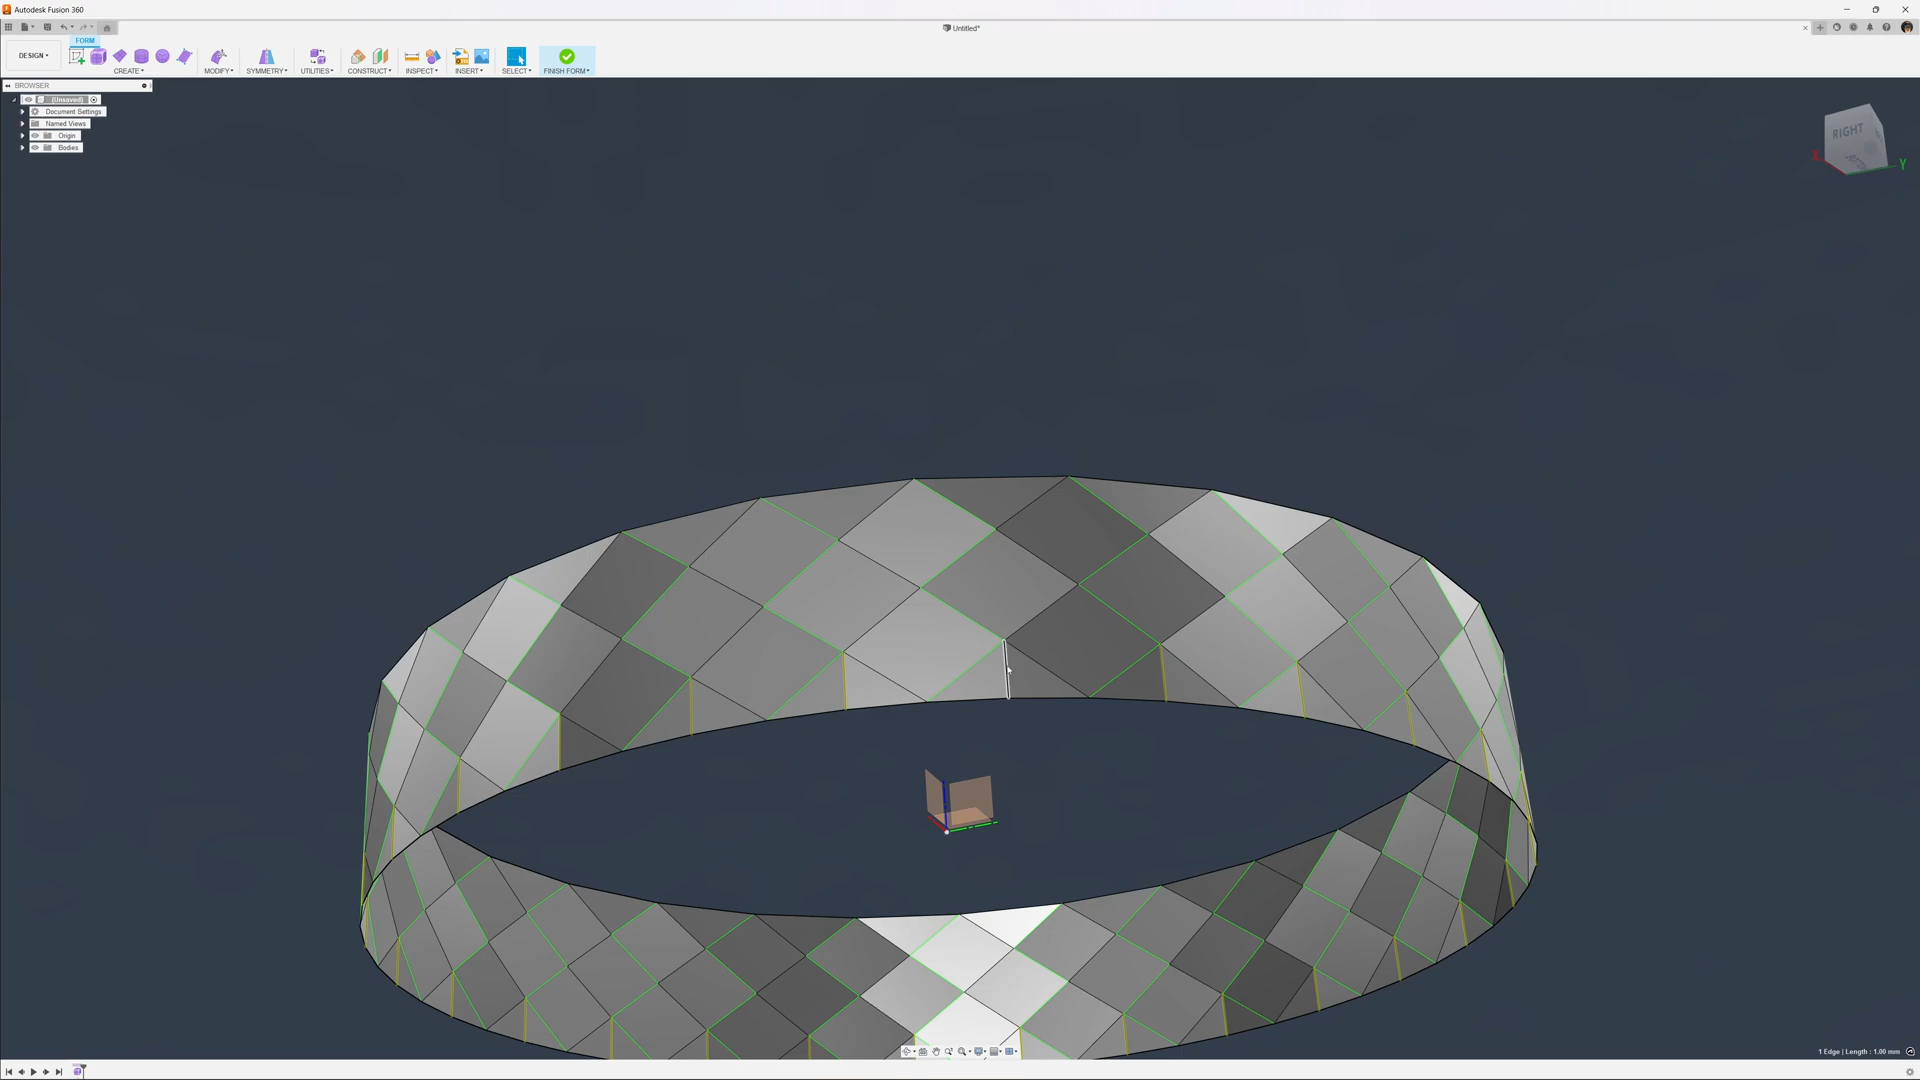 Autodesk Fusion 360
Untitled*
FORM
DESIGN
CREATE
MODIFY
SYMMETRY
UTILITIES
CONSTRUCT
INSPECT
INSERT
SELECT
FINISH FORM
BROWSER
(Unsaved)
Document Settings
Named Views
Origin
Bodies
RIGHT
X
Y
1 Edge | Length : 1.00 mm